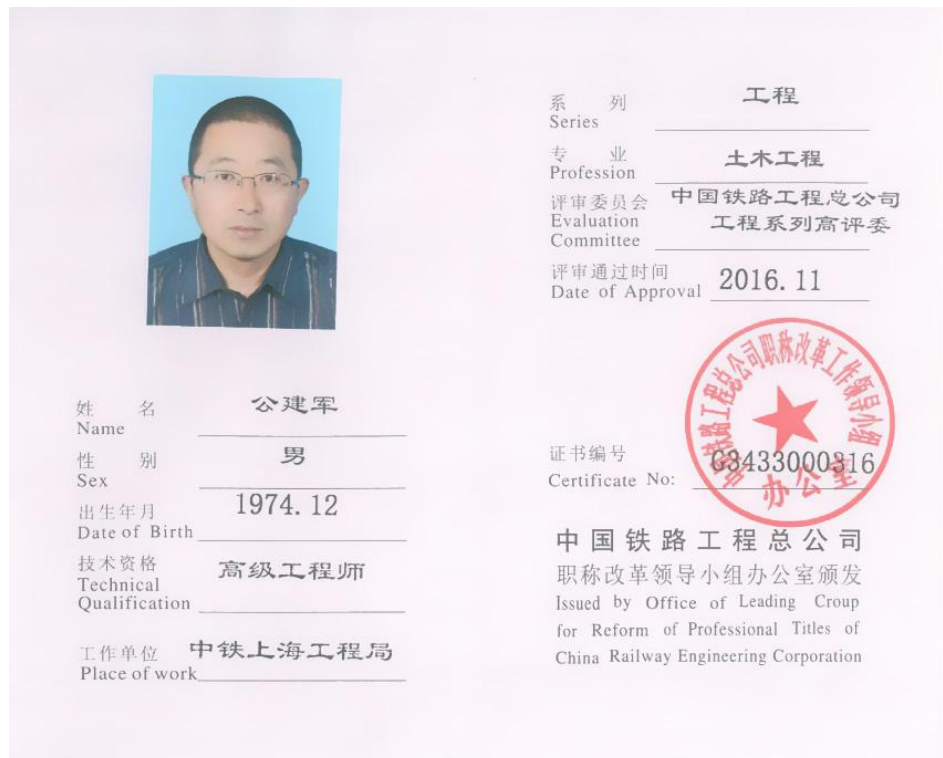 姓 名
Name
公建军
性 别
Sex
男
出生年月
Date of Birth
1974.12
技术资格
Technical
Qualification
高级工程师
工作单位
Place of work
中铁上海工程局
系 列
Series
工程
专 业
Profession
土木工程
评审委员会
Evaluation
Committee
中国铁路工程总公司
工程系列高评委
评审通过时间
Date of Approval
2016.11
中国铁路工程总公司职称改革工作领导小组
办公室
证书编号
Certificate No:
G3433000316
中国铁路工程总公司
职称改革领导小组办公室颁发
Issued by Office of Leading Croup
for Reform of Professional Titles of
China Railway Engineering Corporation